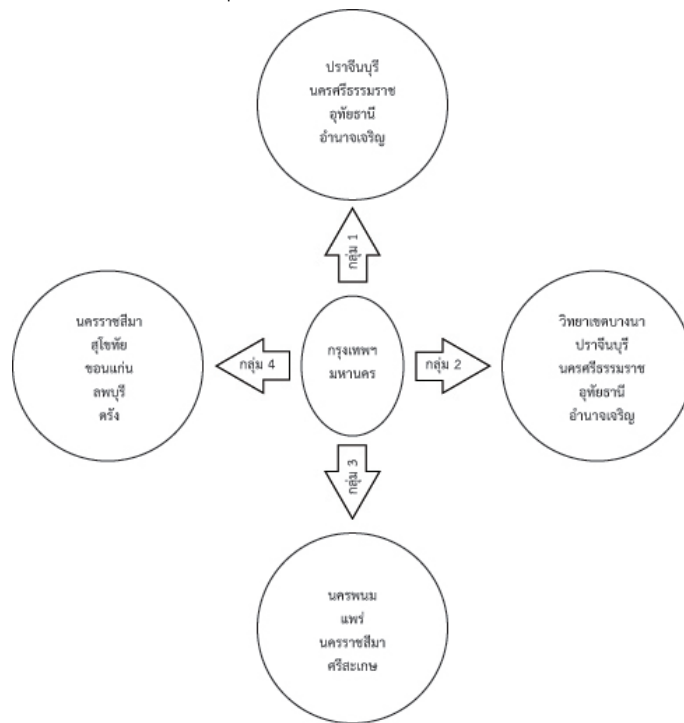 ปราจีนบุรี
นครศรีธรรมราช
อุทัยธานี
อำนาจเจริญ
กลุ่ม 1
นครราชสีมา
สุโขทัย
ขอนแก่น
ลพบุรี
ตรัง
กลุ่ม 4
กรุงเทพฯ
มหานคร
กลุ่ม 2
วิทยาเขตบางนา
ปราจีนบุรี
นครศรีธรรมราช
อุทัยธานี
อำนาจเจริญ
กลุ่ม 3
นครพนม
แพร่
นครราชสีมา
ศรีสะเกษ